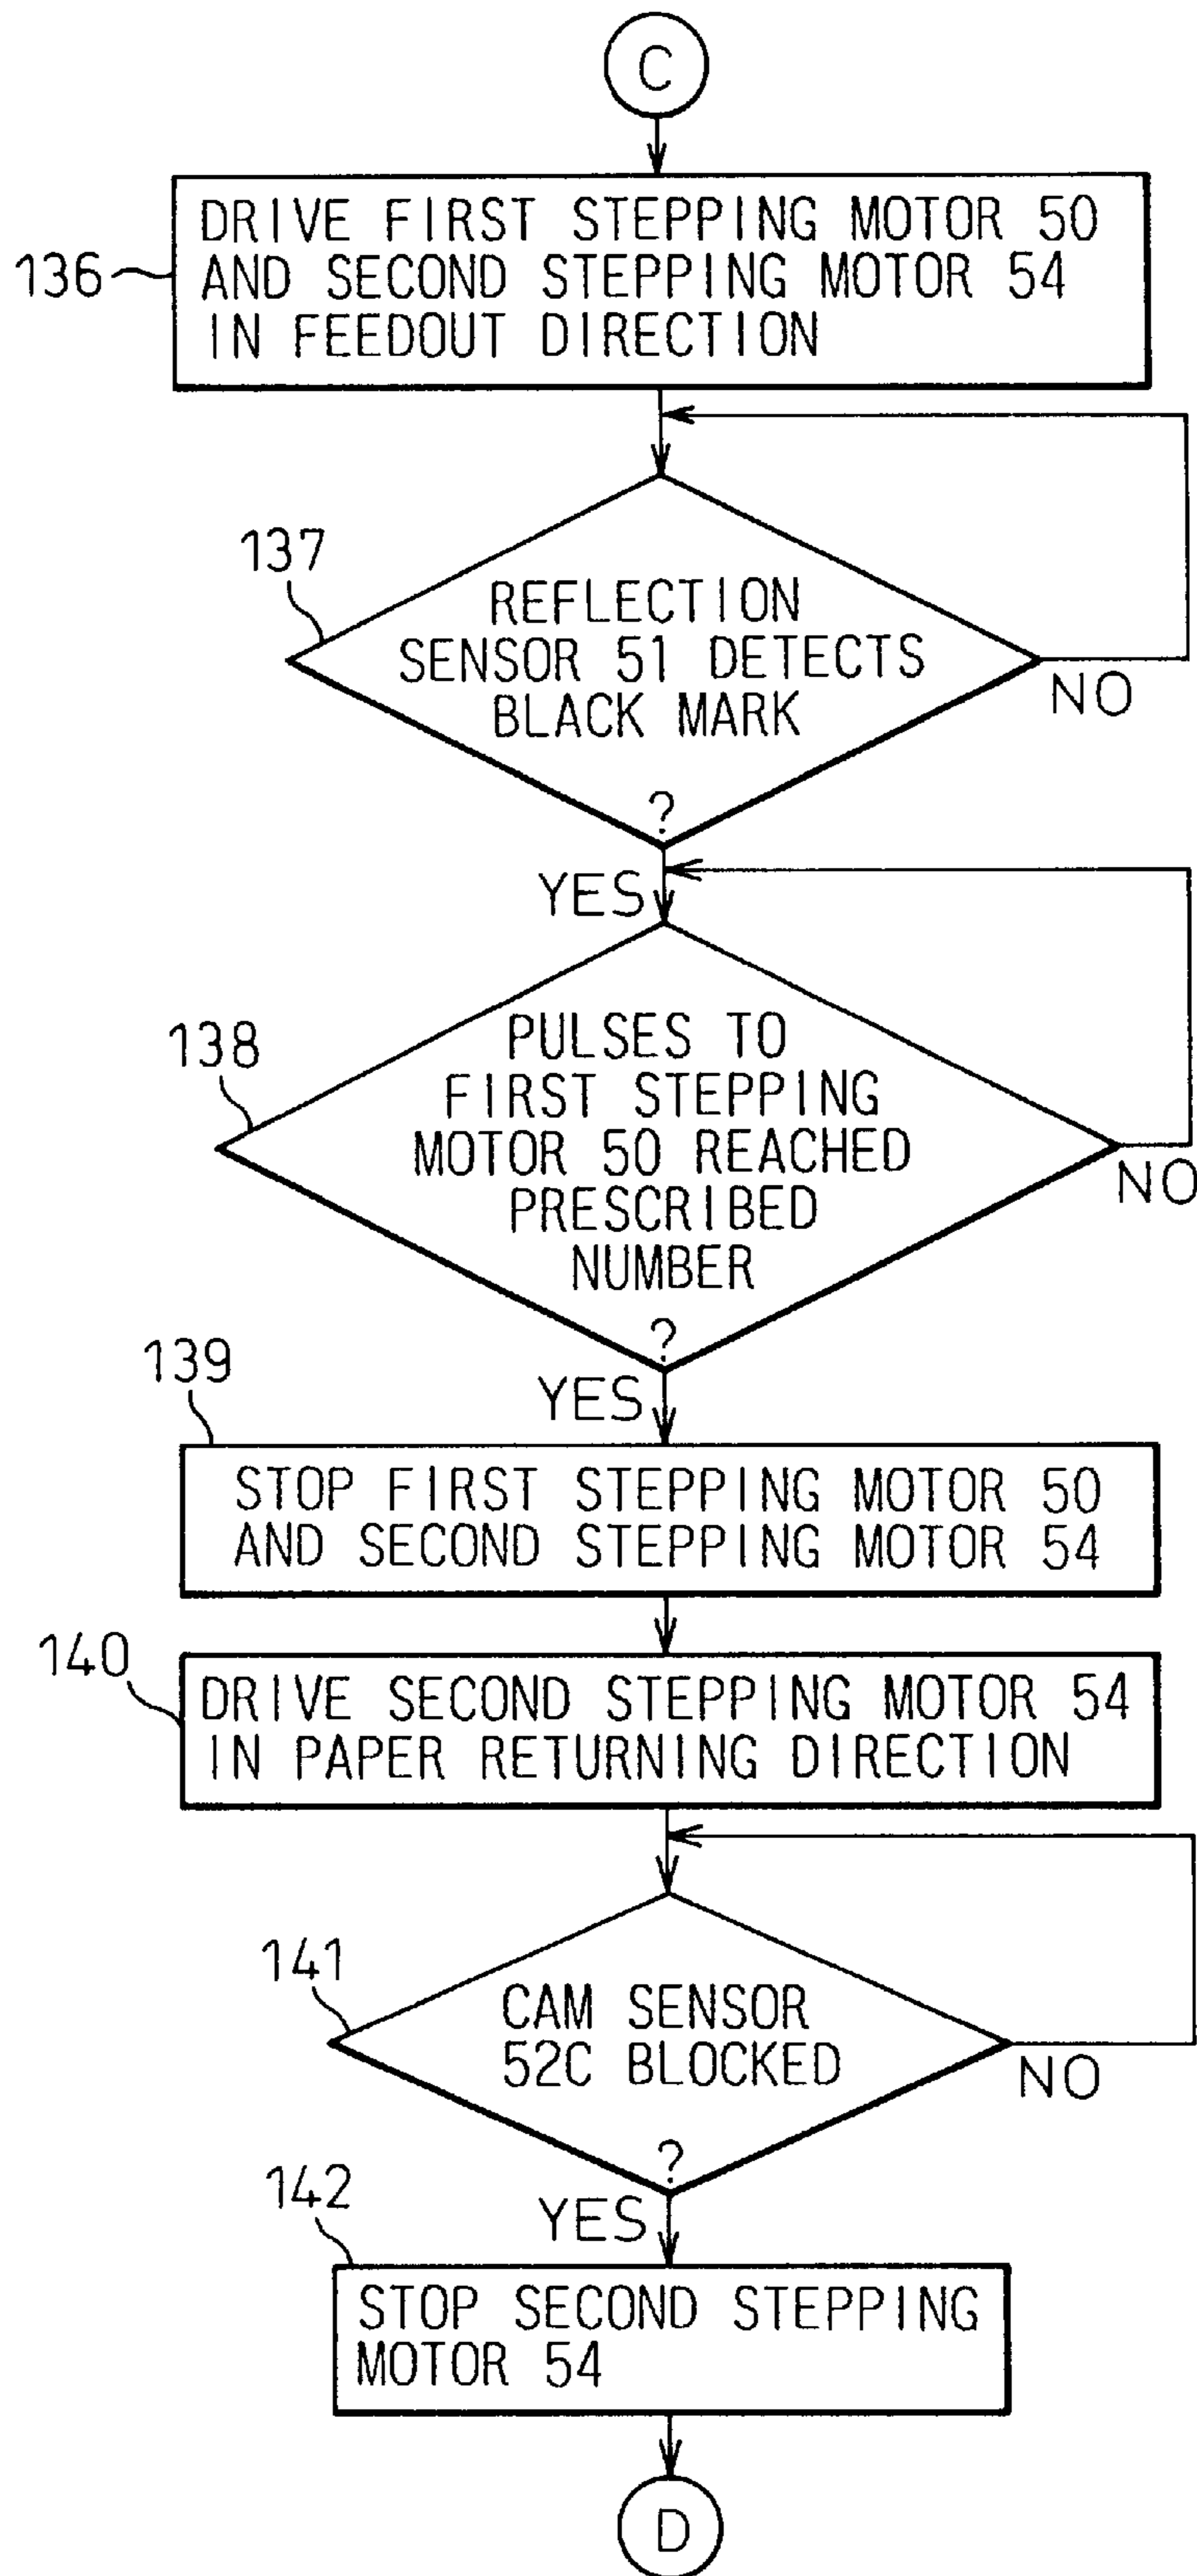 C
136
DRIVE FIRST STEPPING MOTOR 50
AND SECOND STEPPING MOTOR 54
IN FEEDOUT DIRECTION
137
REFLECTION
SENSOR 51 DETECTS
BLACK MARK
?
NO
YES
138
PULSES TO
FIRST STEPPING
MOTOR 50 REACHED
PRESCRIBED
NUMBER
?
NO
YES
139
STOP FIRST STEPPING MOTOR 50
AND SECOND STEPPING MOTOR 54
140
DRIVE SECOND STEPPING MOTOR 54
IN PAPER RETURNING DIRECTION
141
CAM SENSOR
52C BLOCKED
?
NO
YES
142
STOP SECOND STEPPING
MOTOR 54
D